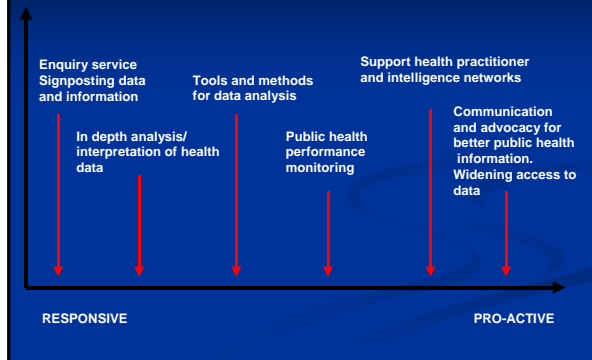 Enquiry service
Signposting data
and information
In depth analysis/
interpretation of health
data
Tools and methods
for data analysis
Public health
performance
monitoring
Support health practitioner
and intelligence networks
Communication
and advocacy for
better public health
information.
Widening access to
data
RESPONSIVE
PRO-ACTIVE